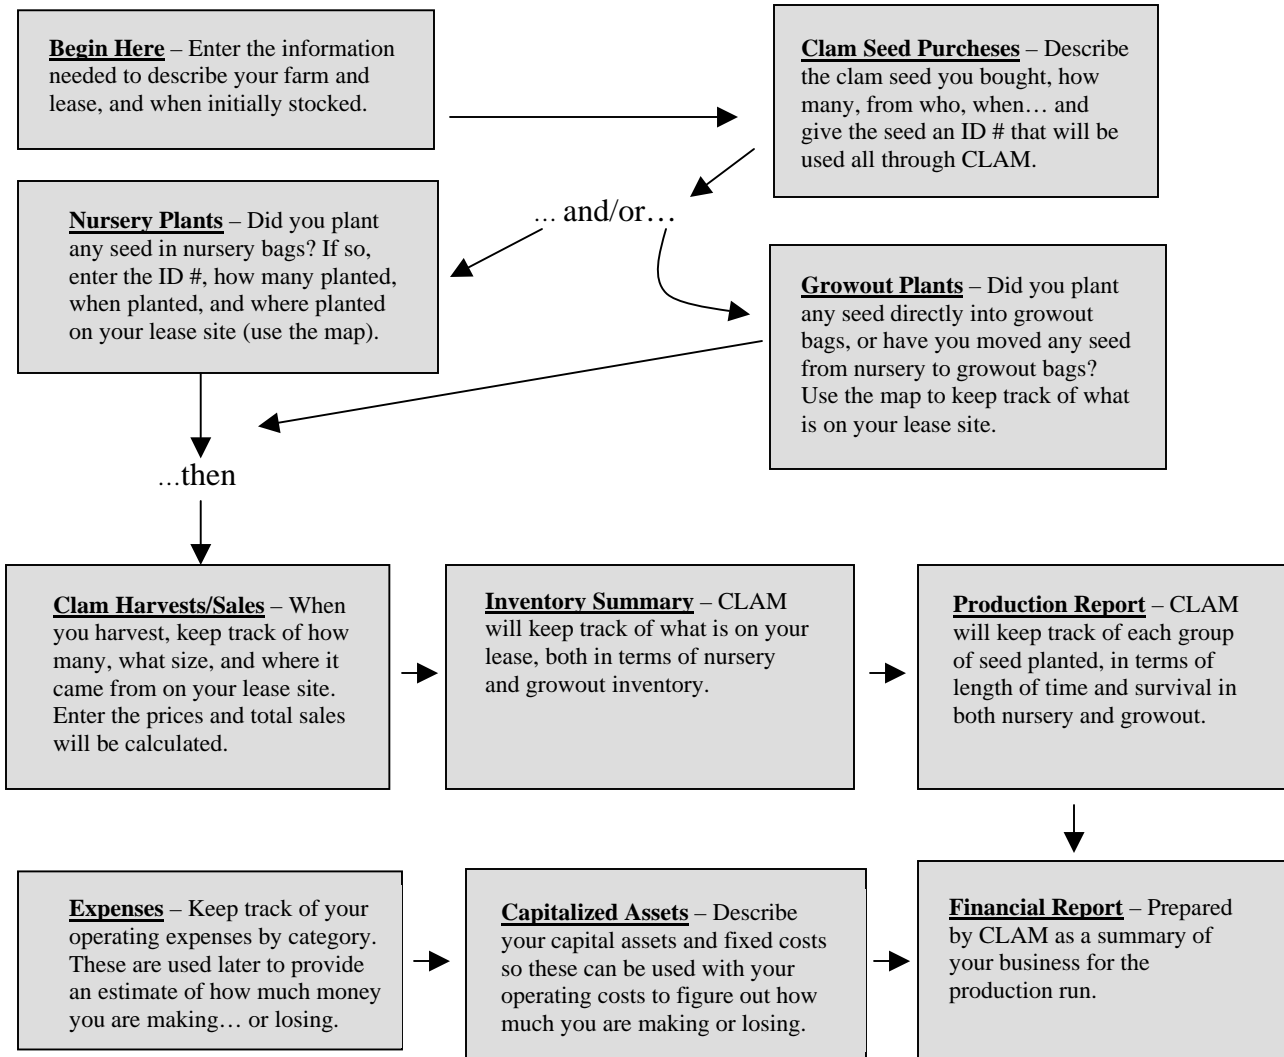 Begin Here – Enter the information
needed to describe your farm and
lease, and when initially stocked.
Clam Seed Purcheses – Describe
the clam seed you bought, how
many, from who, when… and
give the seed an ID # that will be
used all through CLAM.
Nursery Plants – Did you plant
any seed in nursery bags? If so,
enter the ID #, how many planted,
when planted, and where planted
on your lease site (use the map).
… and/or…
Growout Plants – Did you plant
any seed directly into growout
bags, or have you moved any seed
from nursery to growout bags?
Use the map to keep track of what
is on your lease site.
…then
Clam Harvests/Sales – When
you harvest, keep track of how
many, what size, and where it
came from on your lease site.
Enter the prices and total sales
will be calculated.
Inventory Summary – CLAM
will keep track of what is on your
lease, both in terms of nursery
and growout inventory.
Production Report – CLAM
will keep track of each group
of seed planted, in terms of
length of time and survival in
both nursery and growout.
Expenses – Keep track of your
operating expenses by category.
These are used later to provide
an estimate of how much money
you are making… or losing.
Capitalized Assets – Describe
your capital assets and fixed costs
so these can be used with your
operating costs to figure out how
much you are making or losing.
Financial Report – Prepared
by CLAM as a summary of
your business for the
production run.